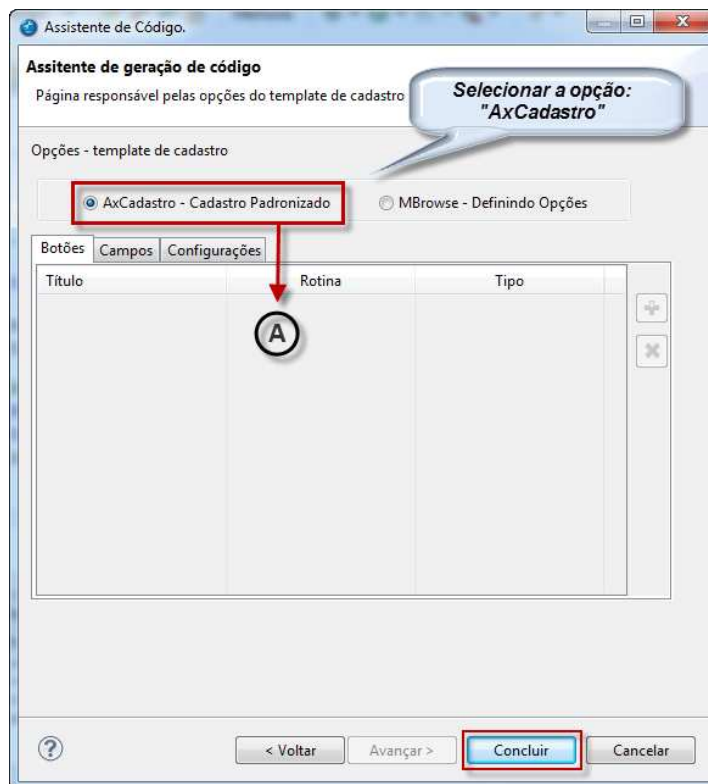 Assistente de Código.
Assitente de geração de código
Página responsável pelas opções do template de cadastro
Selecionar a opção:
"AxCadastro"
Opções - template de cadastro
AxCadastro - Cadastro Padronizado
MBrowse - Definindo Opções
Botões
Campos
Configurações
Título
Rotina
Tipo
A
< Voltar
Avançar >
Concluir
Cancelar